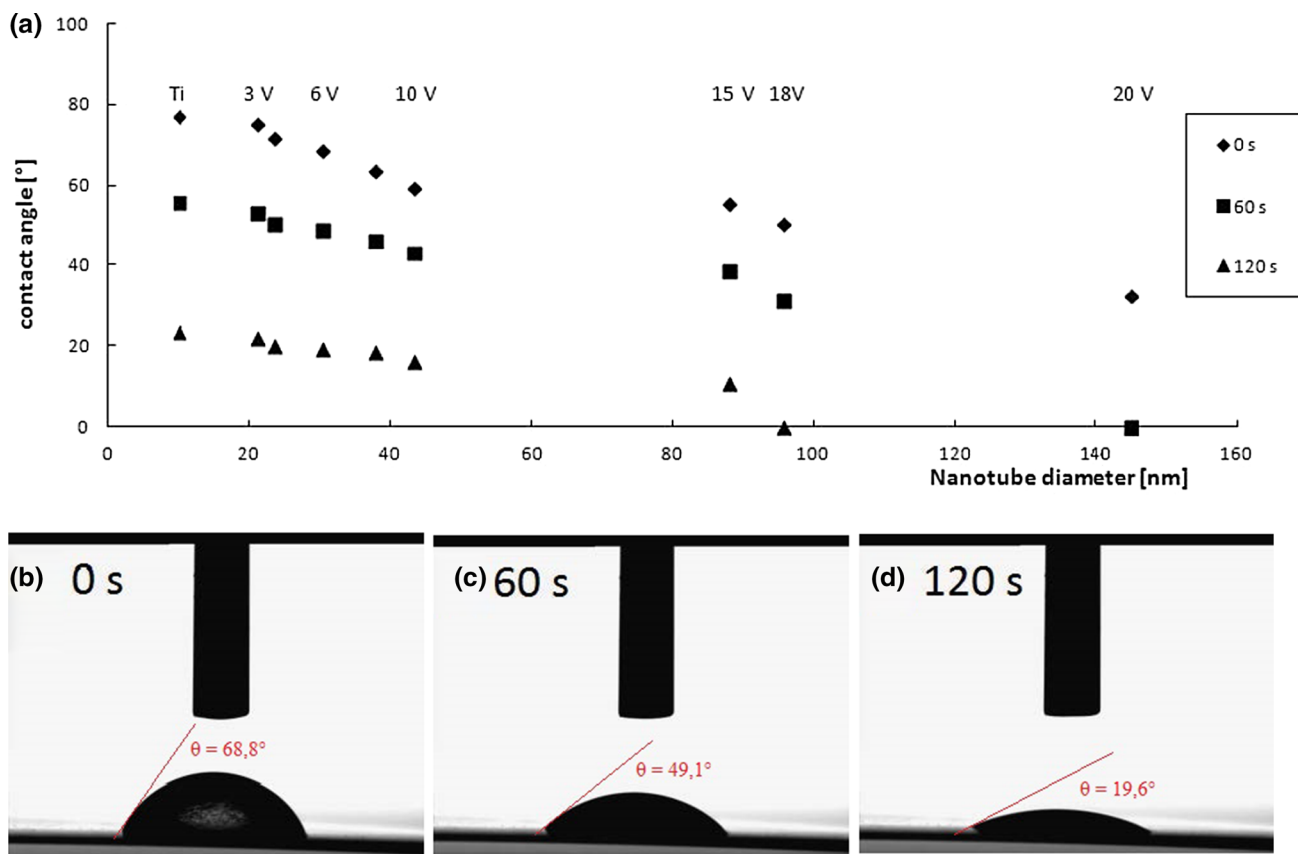 (a)
100
80
60
40
20
0
contact angle [°]
Ti 3 V 6 V 10 V 15 V 18V 20 V
0 s
60 s
120 s
0 20 40 60 80 100 120 140 160
Nanotube diameter [nm]
(b) 0 s
θ = 68,8°
(c) 60 s
θ = 49,1°
(d) 120 s
θ = 19,6°